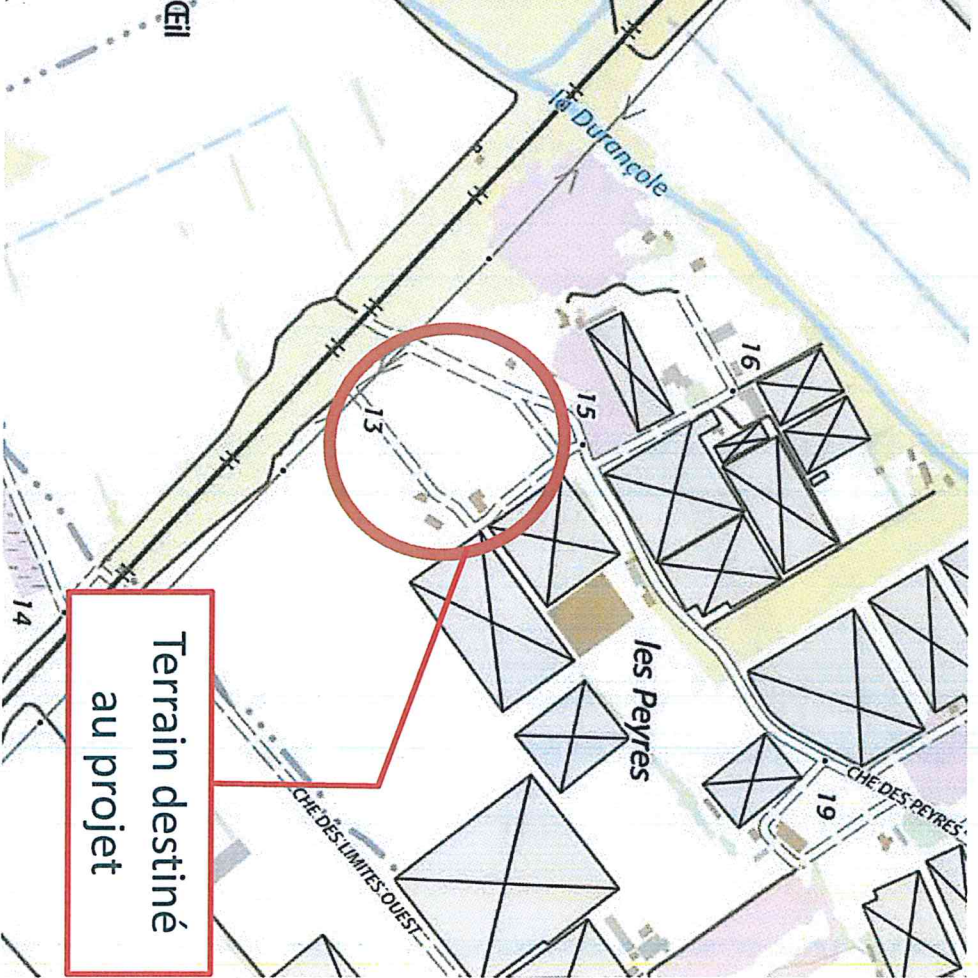 Œil
la Durançole
16
15
13
les Peyres
14
19
CHE DES PEYRES
CHE DES LIMITES OUEST
Terrain destiné
au projet